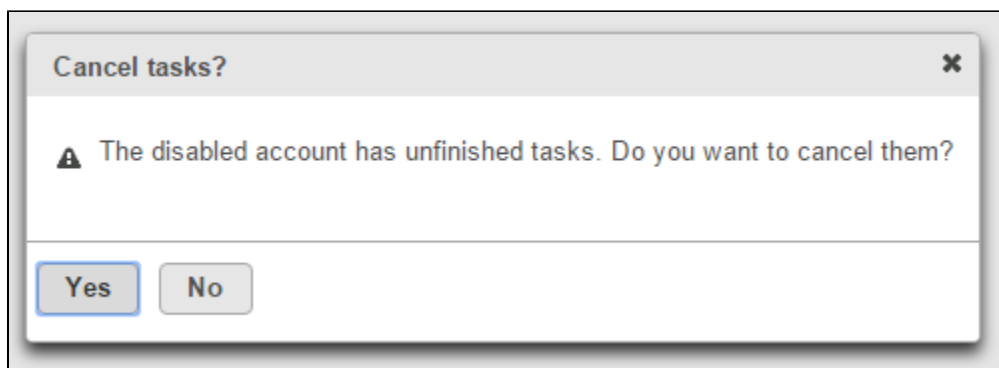 Cancel tasks?
The disabled account has unfinished tasks. Do you want to cancel them?
Yes No